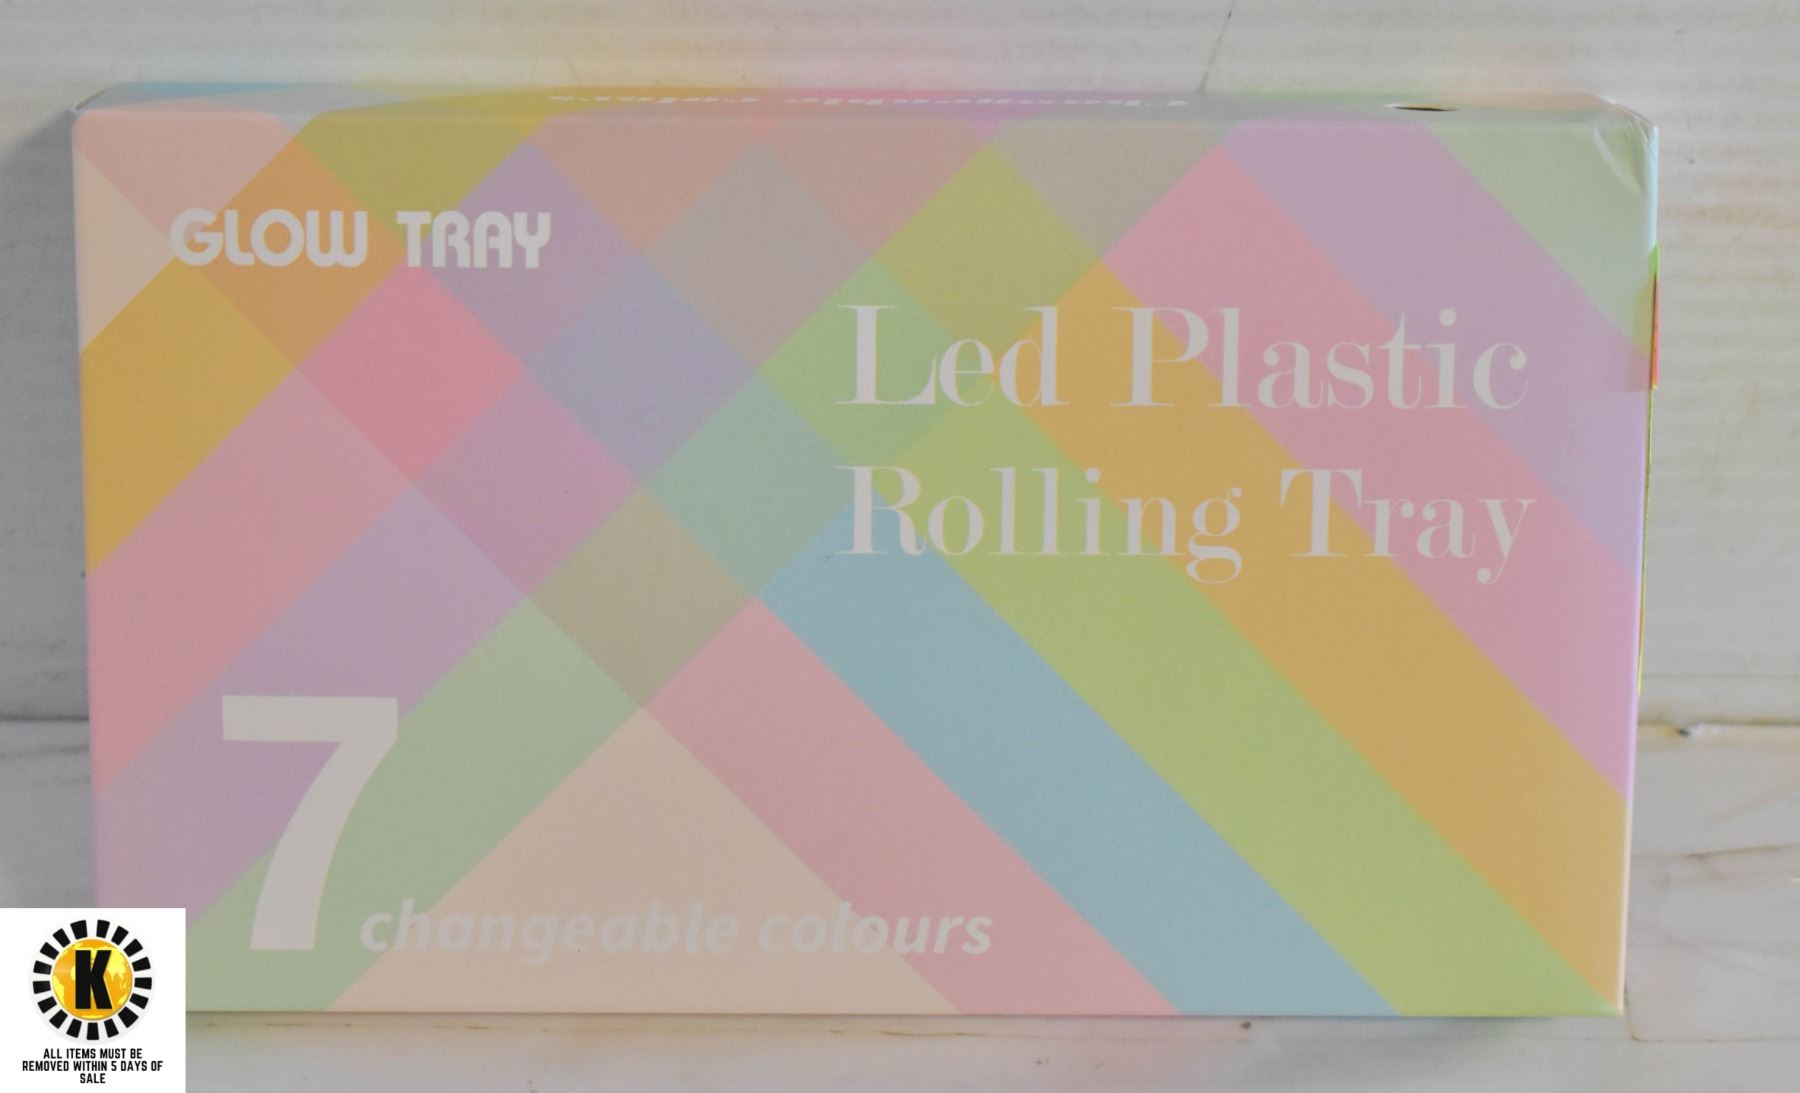 GLOW TRAY
Led Plastic
Rolling Tray
7 changeable colours
K
ALL ITEMS MUST BE
REMOVED WITHIN 5 DAYS OF
SALE